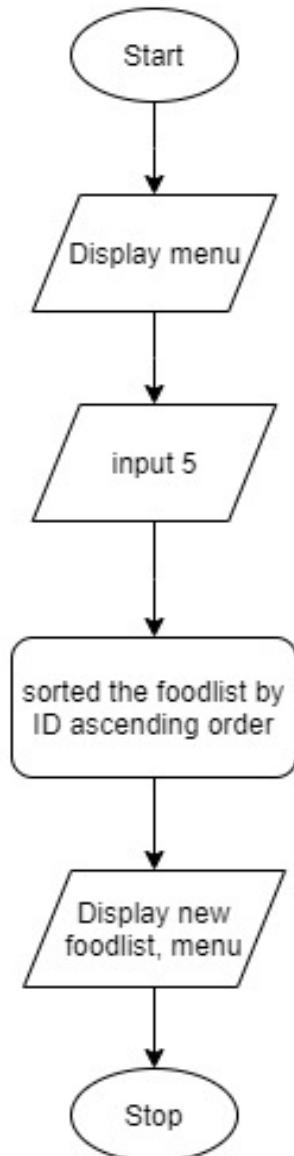 Start
Display menu
input 5
sorted the foodlist by
ID ascending order
Display new
foodlist, menu
Stop